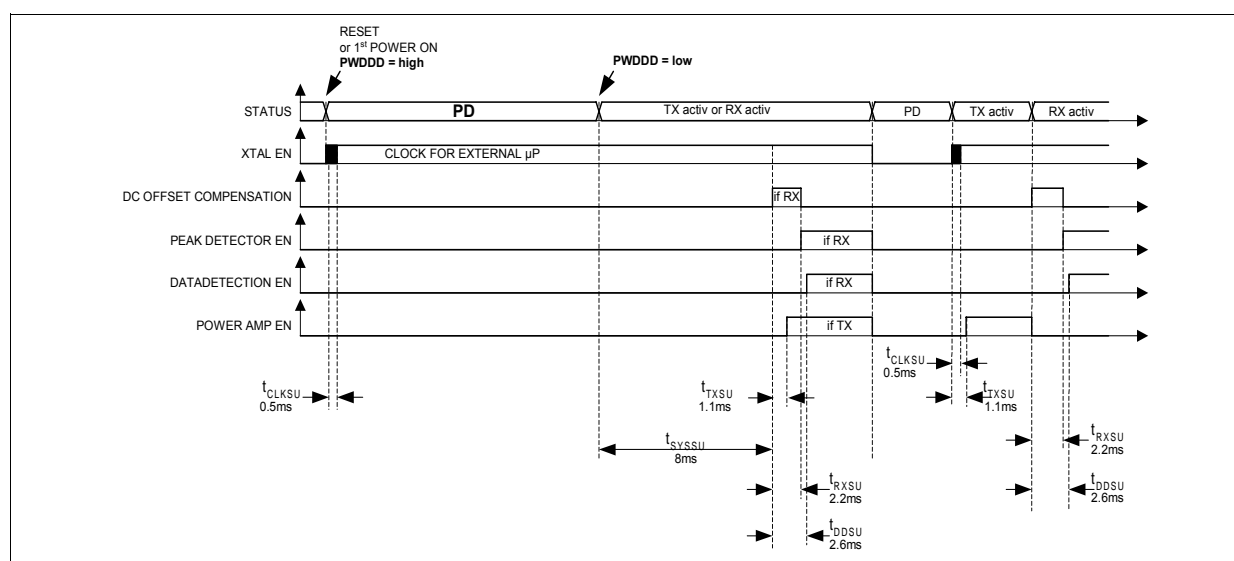 RESET
or 1st POWER ON
PWDDD = high
PWDDD = low
STATUS
PD
TX activ or RX activ
PD
TX activ
RX activ
XTAL EN
CLOCK FOR EXTERNAL µP
DC OFFSET COMPENSATION
if RX
PEAK DETECTOR EN
if RX
DATADETECTION EN
if RX
POWER AMP EN
if TX
tCLKSU
0.5ms
tCLKSU
0.5ms
tTXSU
1.1ms
tTXSU
1.1ms
tSYSSU
8ms
tRXSU
2.2ms
tRXSU
2.2ms
tDDSU
2.6ms
tDDSU
2.6ms